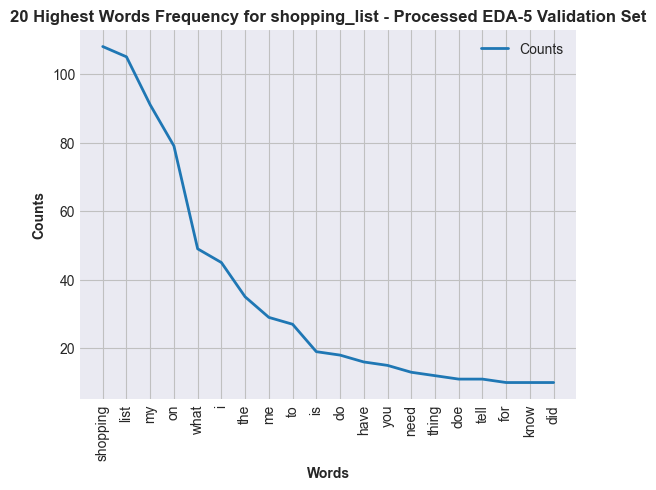 20 Highest Words Frequency for shopping_list - Processed EDA-5 Validation Set
Counts
100
80
60
40
20
Counts
shopping
list
my
on
what
i
the
me
to
is
do
have
you
need
thing
doe
tell
for
know
did
Words